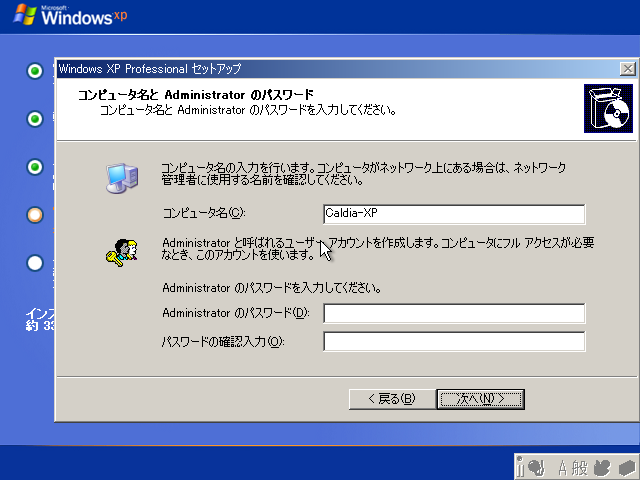 Microsoft
Windows xp
Windows XP Professional セットアップ
コンピュータ名と Administrator のパスワード
コンピュータ名と Administrator のパスワードを入力してください。
コンピュータ名の入力を行います。コンピュータがネットワーク上にある場合は、ネットワーク
管理者に使用する名前を確認してください。
コンピュータ名(C):
Caldia-XP
Administrator と呼ばれるユーザー アカウントを作成します。コンピュータにフル アクセスが必要
なとき、このアカウントを使います。
Administrator のパスワードを入力してください。
Administrator のパスワード(D):
パスワードの確認入力(O):
インス
約 33
< 戻る(B)
次へ(N) >
A 般